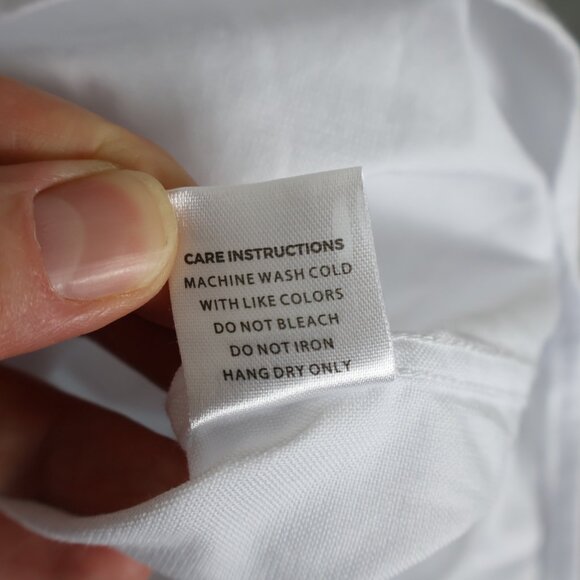 CARE INSTRUCTIONS
MACHINE WASH COLD
WITH LIKE COLORS
DO NOT BLEACH
DO NOT IRON
HANG DRY ONLY